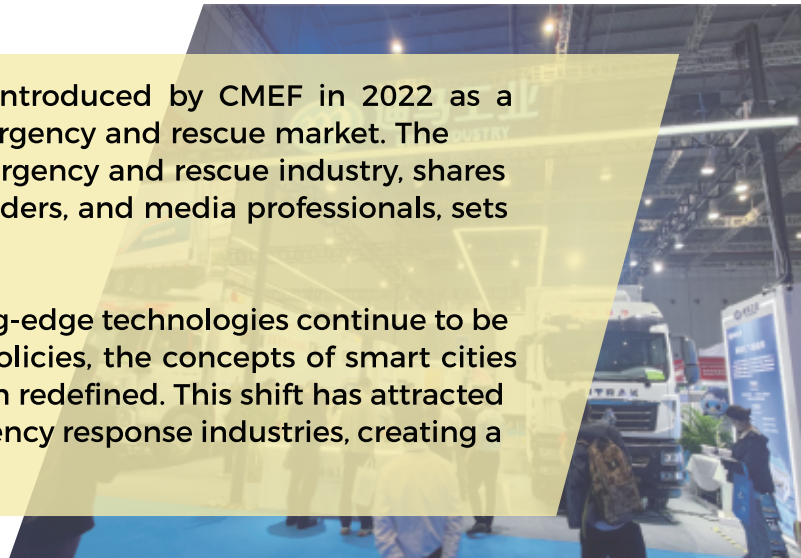 ntroduced by CMEF in 2022 as a
rgency and rescue market. The
rgency and rescue industry, shares
ders, and media professionals, sets
g-edge technologies continue to be
olicies, the concepts of smart cities
n redefined. This shift has attracted
ency response industries, creating a